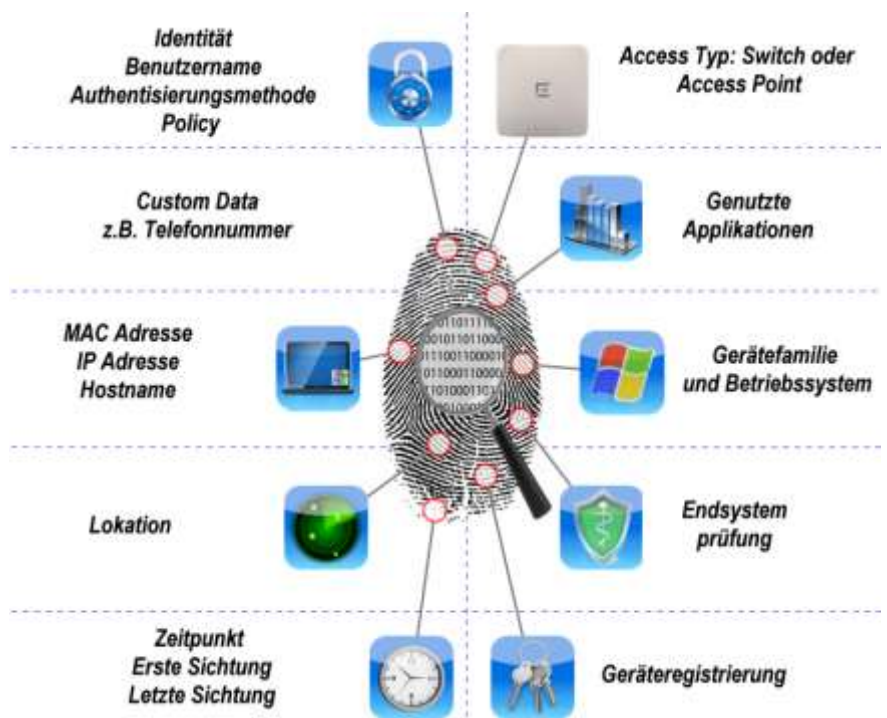 Identität
Benutzername
Authentisierungsmethode
Policy
Access Typ: Switch oder
Access Point
Custom Data
z.B. Telefonnummer
Genutzte
Applikationen
MAC Adresse
IP Adresse
Hostname
Gerätefamilie
und Betriebssystem
Lokation
Endsystem
prüfung
Zeitpunkt
Erste Sichtung
Letzte Sichtung
Geräteregistrierung